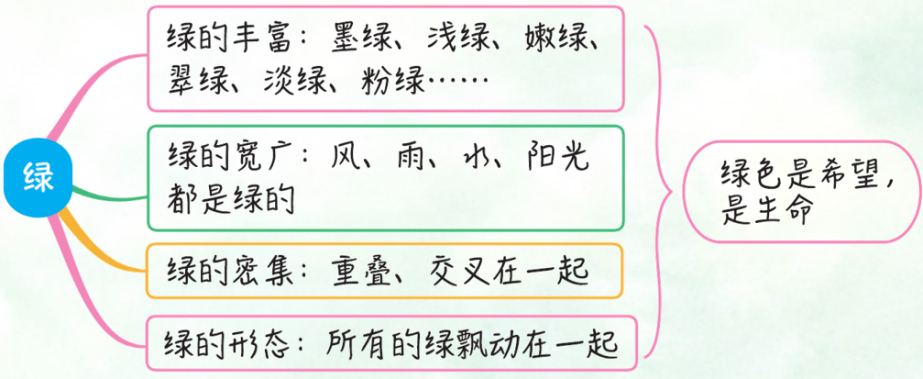 绿
绿的丰富：墨绿、浅绿、嫩绿、
翠绿、淡绿、粉绿……
绿的宽广：风、雨、水、阳光
都是绿的
绿的密集：重叠、交叉在一起
绿的形态：所有的绿飘动在一起
绿色是希望，
是生命